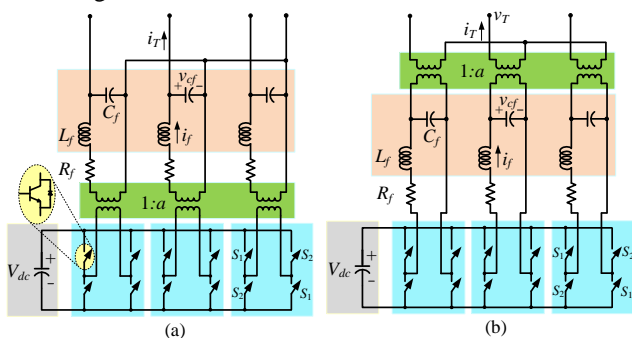 i_T
v_cf
+ −
C_f
L_f
i_f
R_f
1:a
V_dc
+
−
S_1
S_2
S_2
S_1
(a)
v_T
i_T
1:a
v_cf
+ −
C_f
L_f
i_f
R_f
V_dc
+
−
S_1
S_2
S_2
S_1
(b)